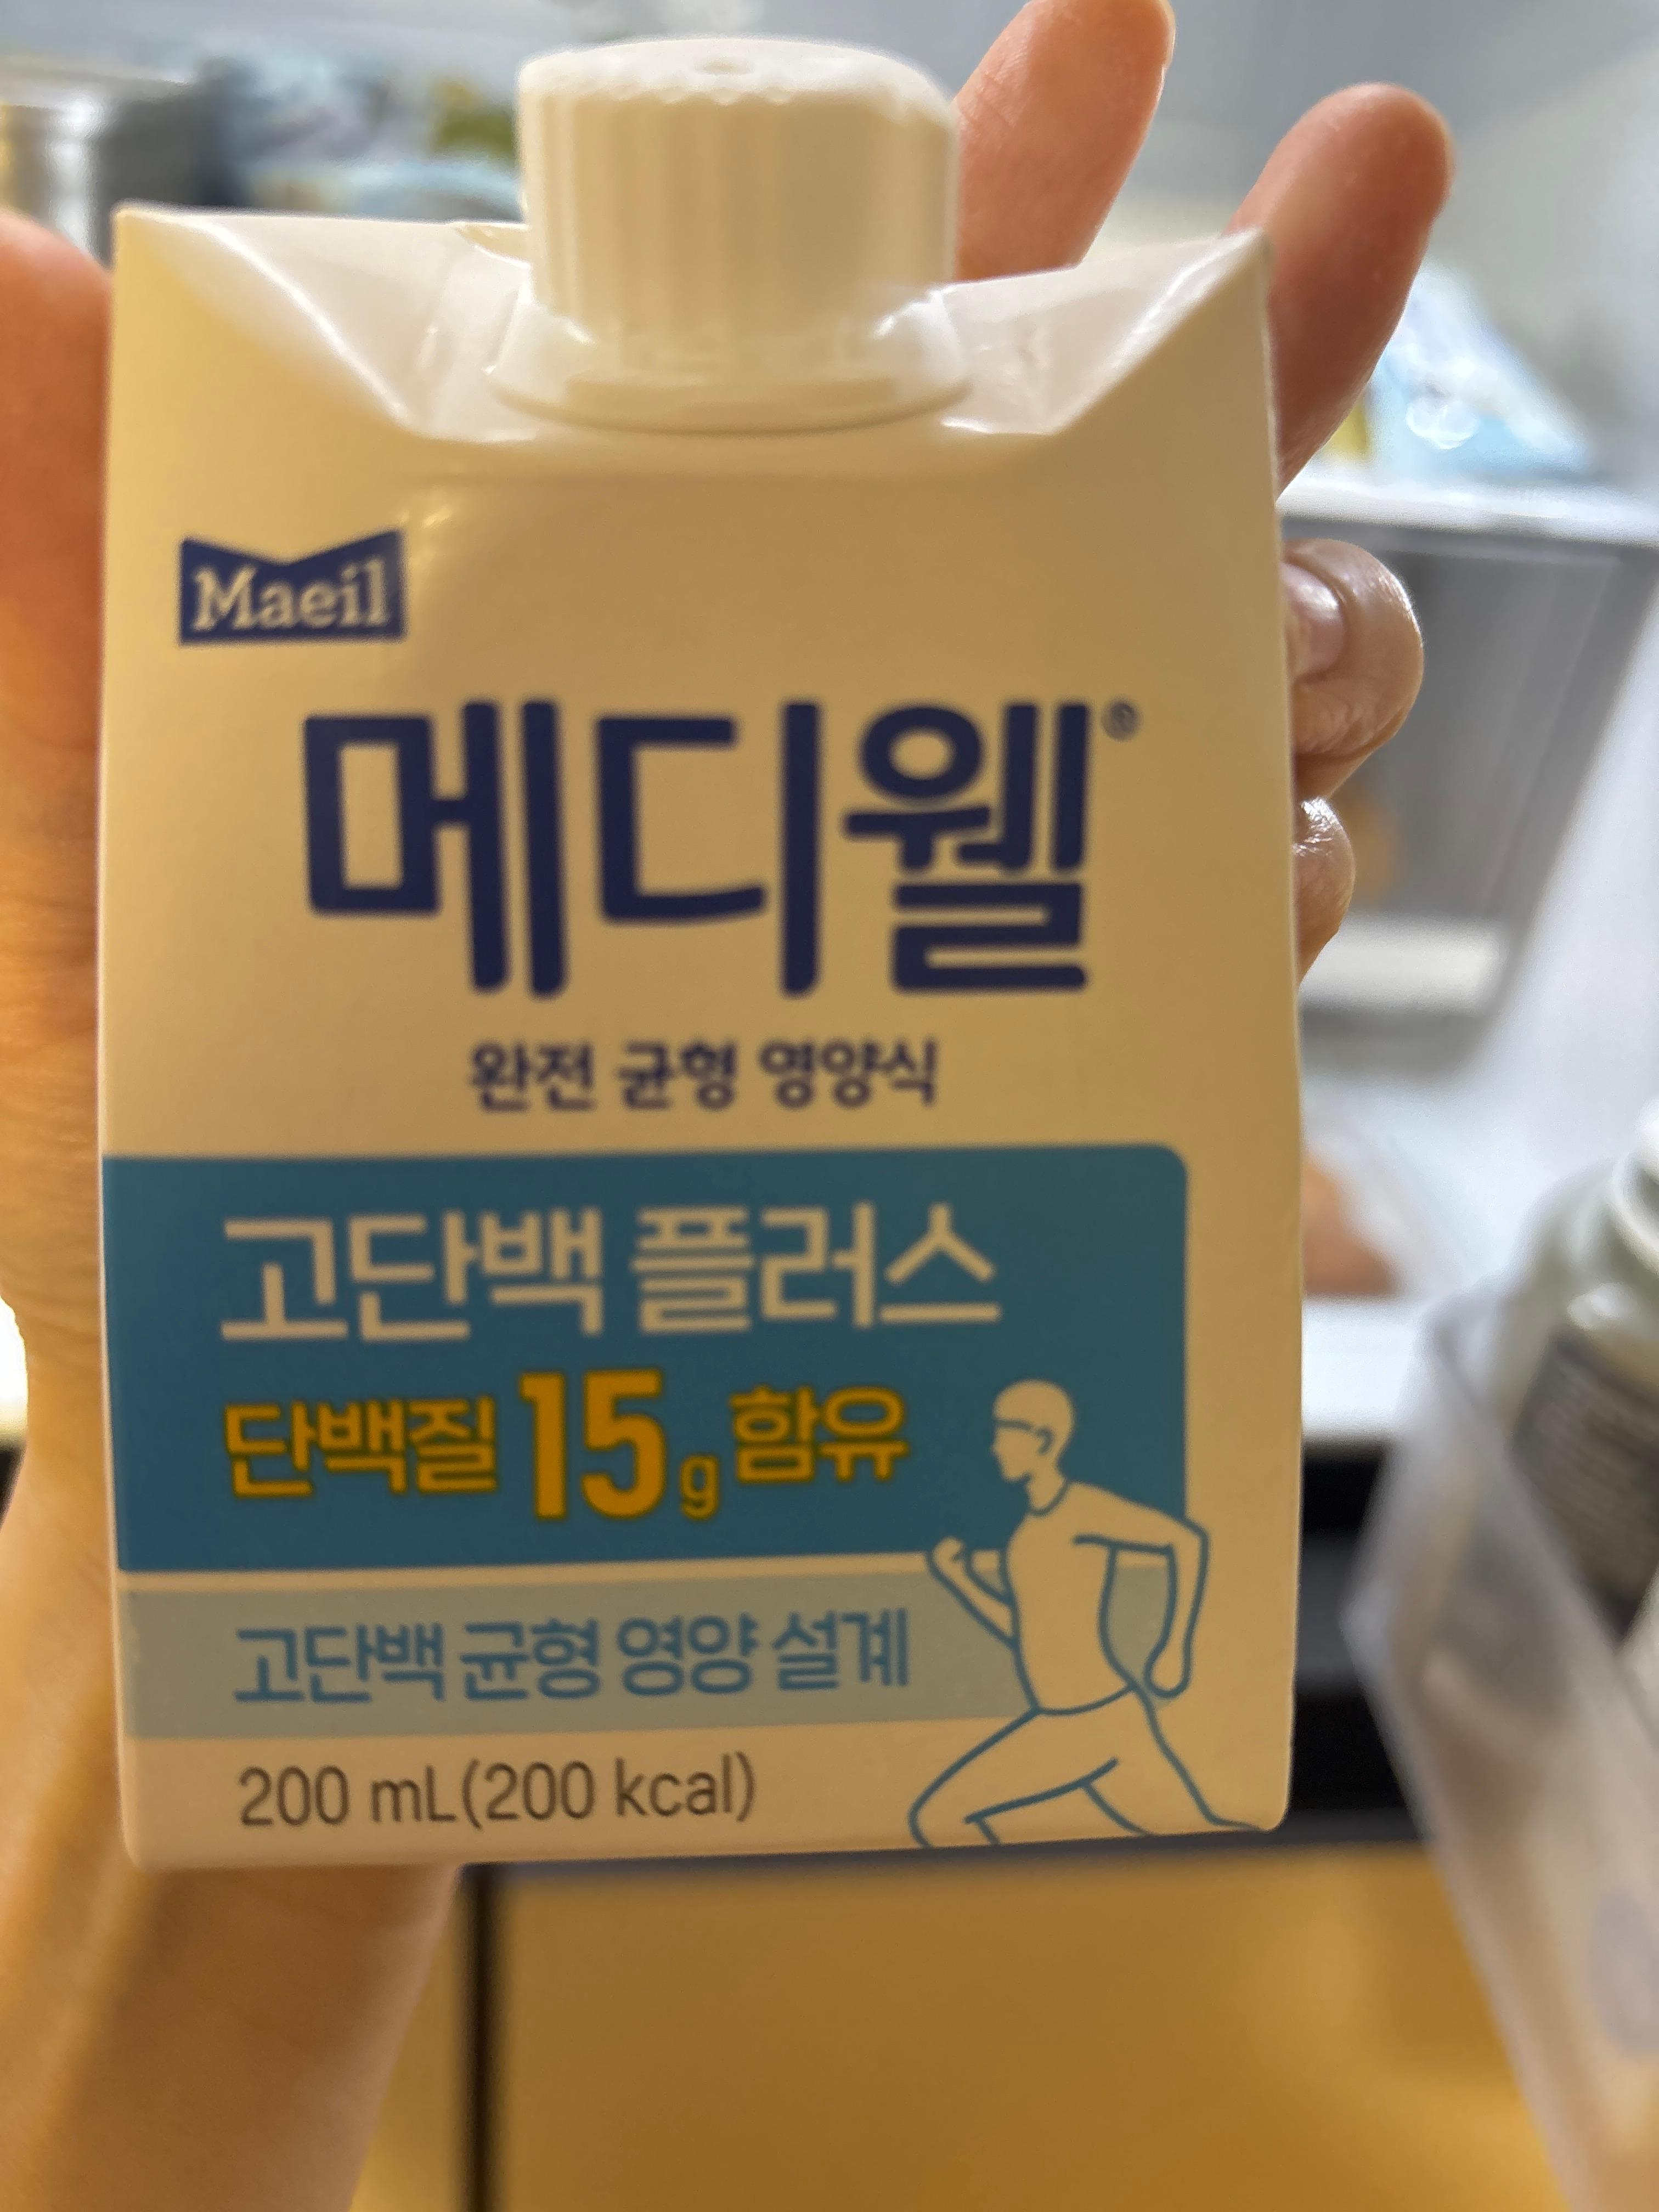 Maeil
메디웰®
완전 균형 영양식
고단백 플러스
단백질 15g 함유
고단백 균형 영양 설계
200 mL(200 kcal)